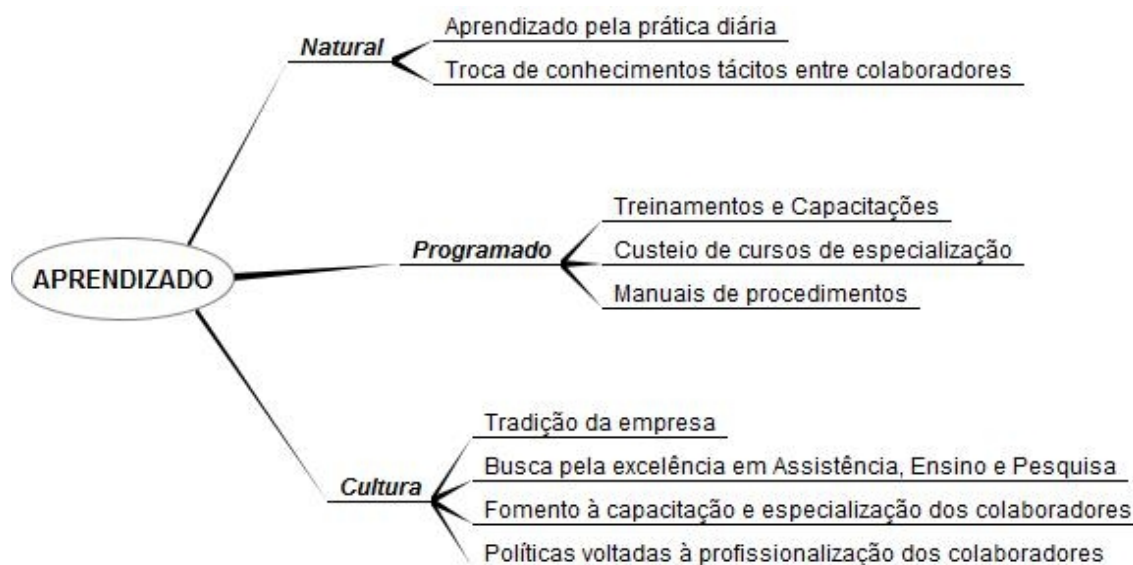 Aprendizado pela prática diária
Natural
Troca de conhecimentos tácitos entre colaboradores
Treinamentos e Capacitações
Programado
Custeio de cursos de especialização
APRENDIZADO
Manuais de procedimentos
Tradição da empresa
Busca pela excelência em Assistência, Ensino e Pesquisa
Cultura
Fomento à capacitação e especialização dos colaboradores
Políticas voltadas à profissionalização dos colaboradores